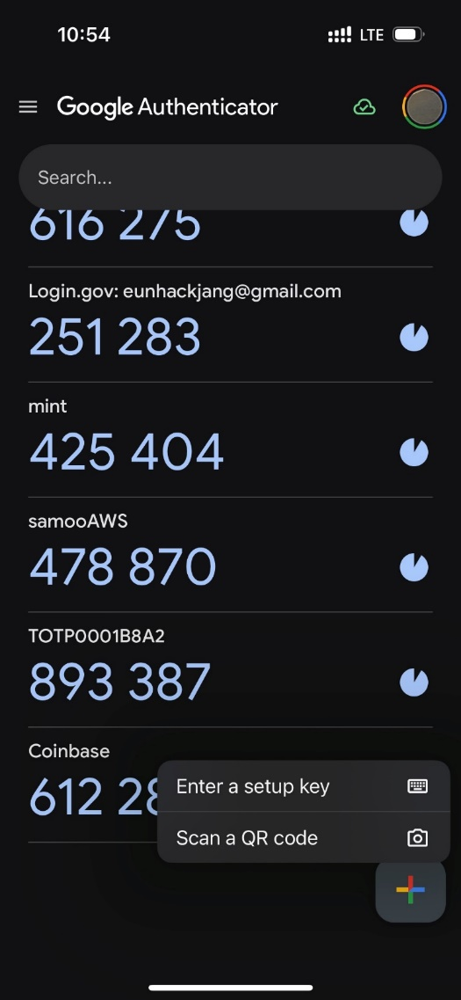 10:54
LTE
Google Authenticator
Search...
616 275
Login.gov: eunhackjang@gmail.com
251 283
mint
425 404
samooAWS
478 870
TOTP0001B8A2
893 387
Coinbase
612 28
Enter a setup key
Scan a QR code